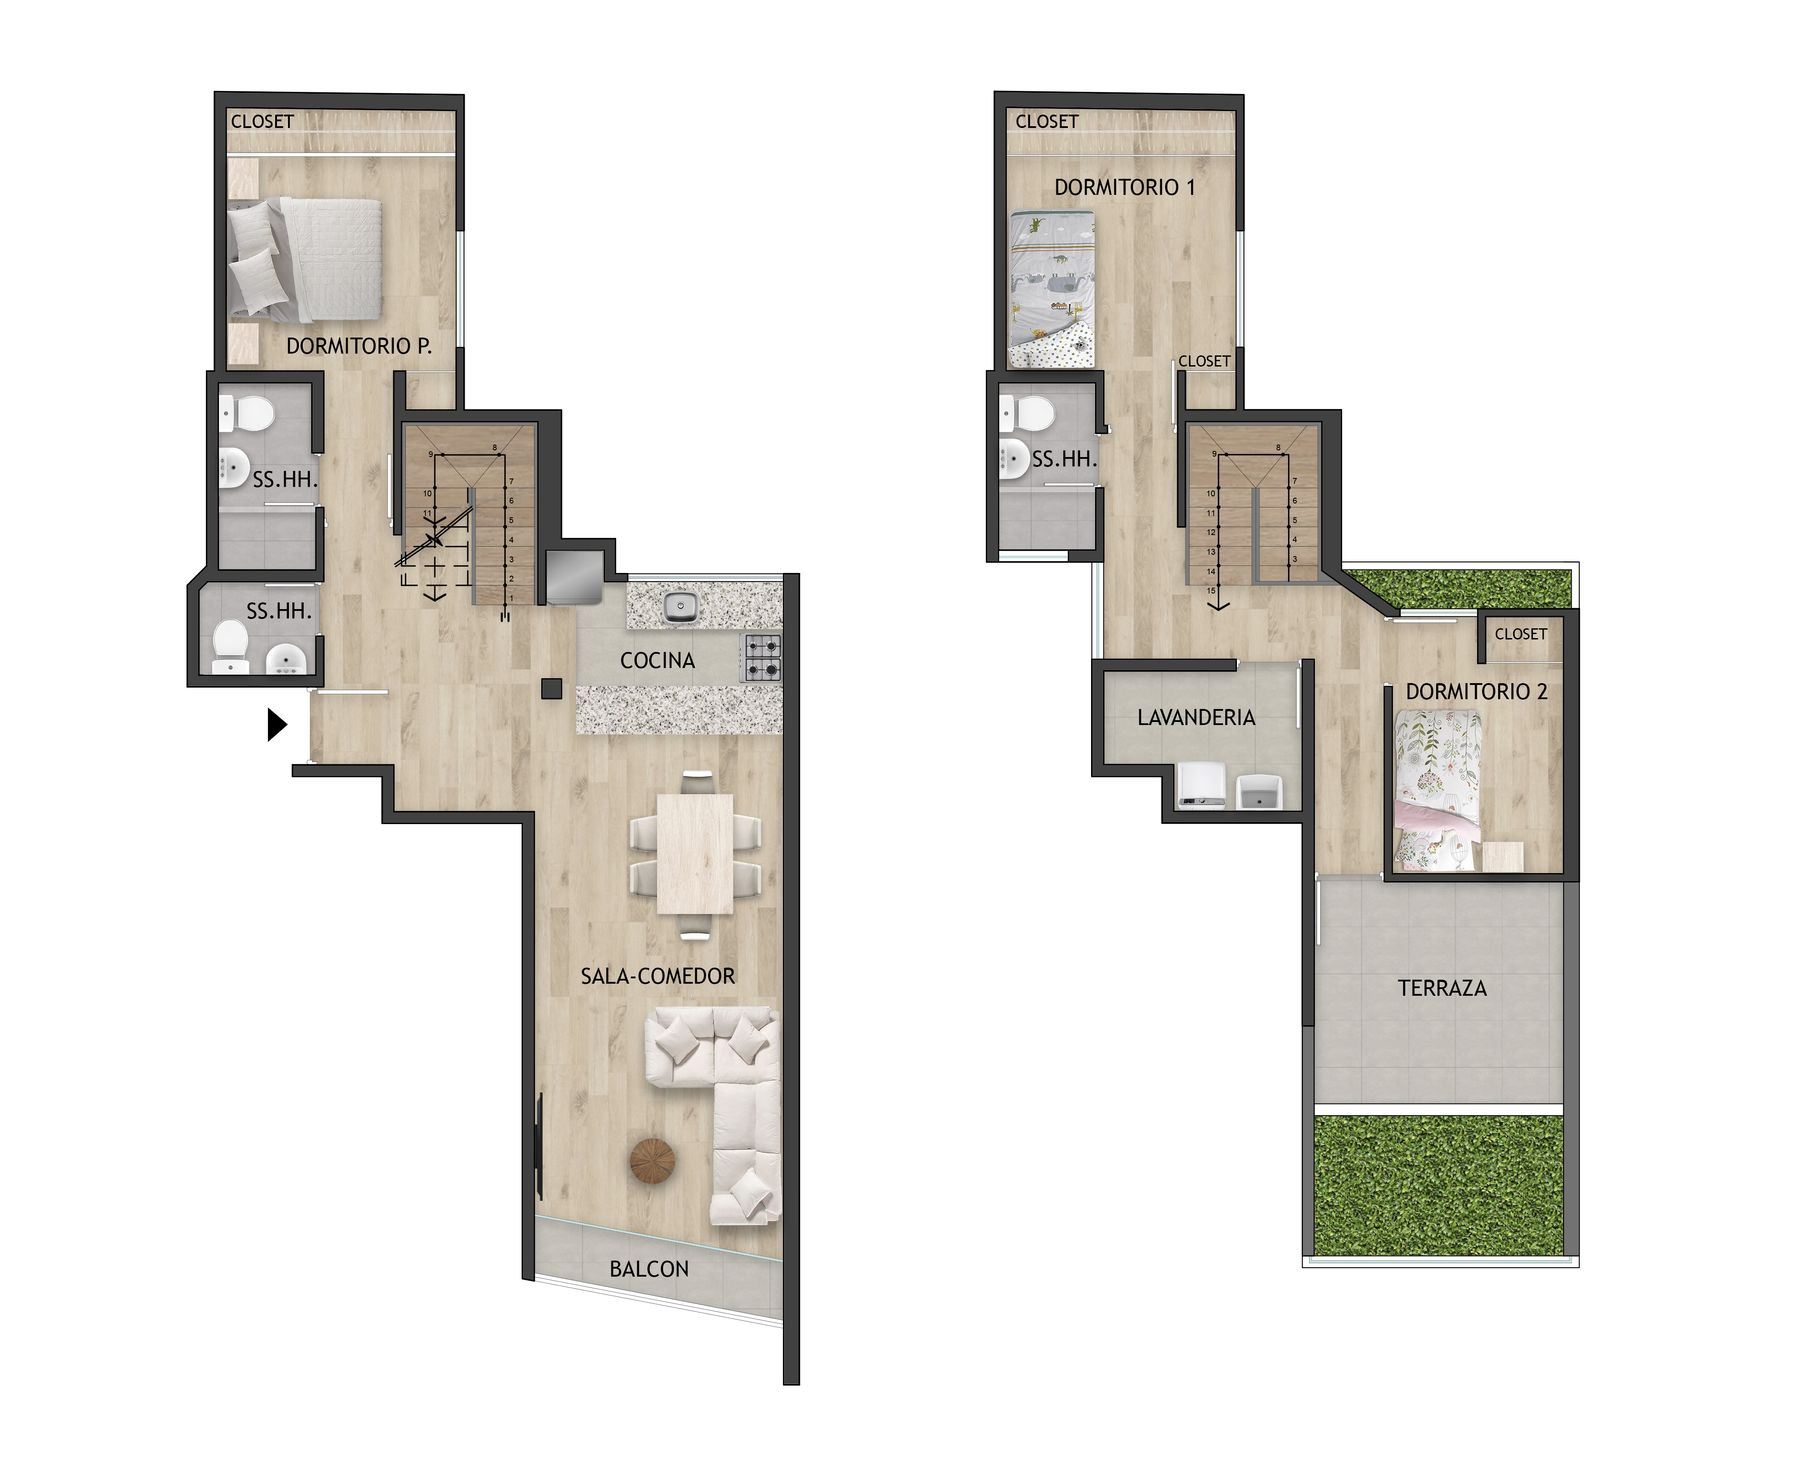 CLOSET
DORMITORIO P.
SS.HH.
9
8
10
7
11
6
5
4
3
2
1
SS.HH.
COCINA
SALA-COMEDOR
BALCON
CLOSET
DORMITORIO 1
CLOSET
SS.HH.
9
8
10
7
11
6
12
5
13
4
14
3
15
CLOSET
DORMITORIO 2
LAVANDERIA
TERRAZA